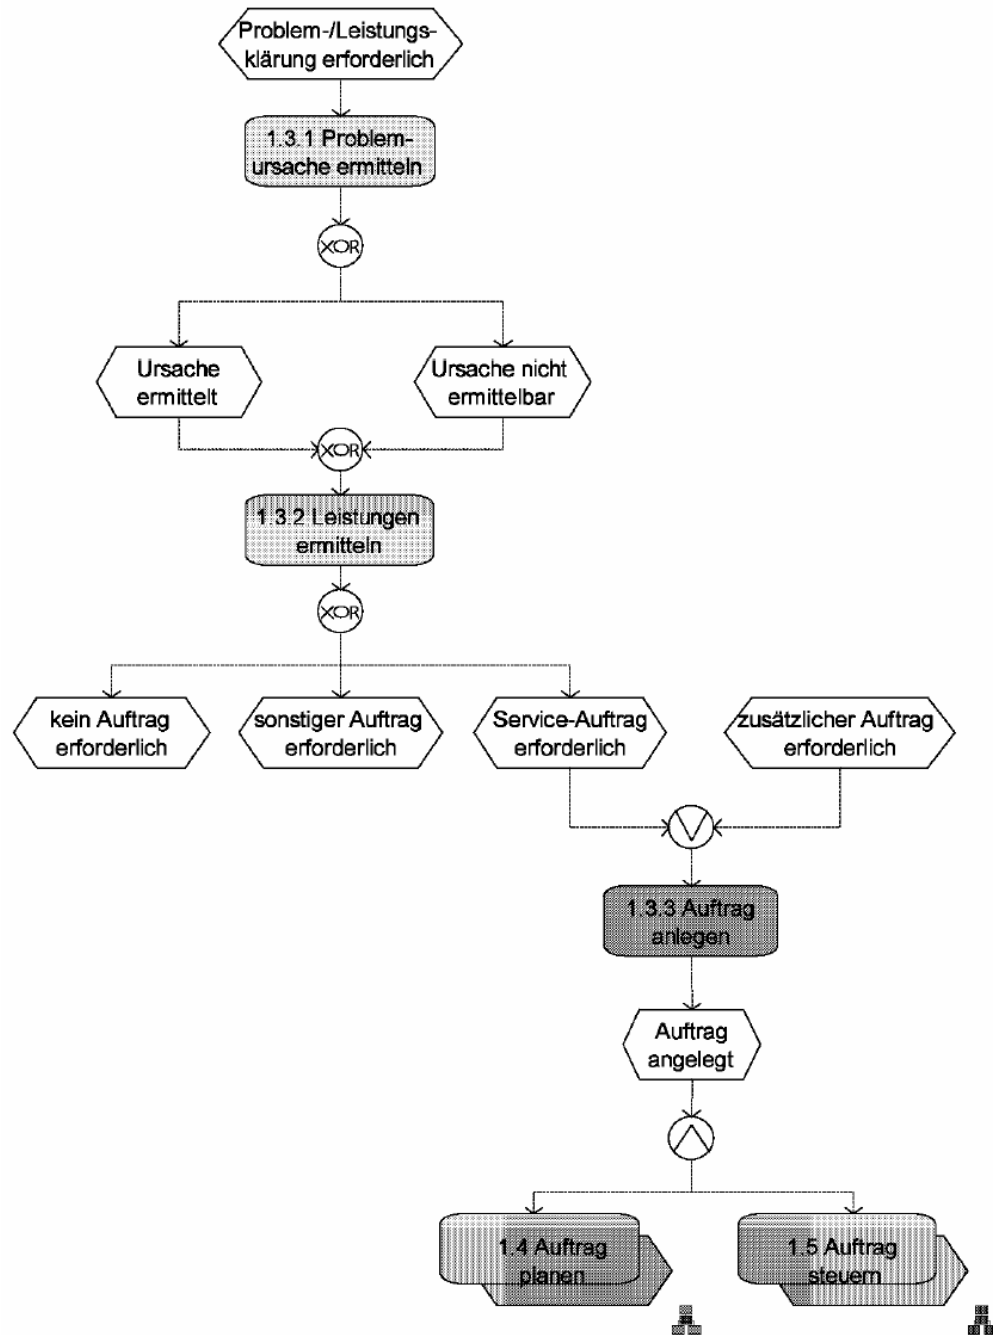 Problem-/Leistungs-
klärung erforderlich
1.3.1 Problem-
ursache ermitteln
XOR
Ursache
ermittelt
Ursache nicht
ermittelbar
XOR
1.3.2 Leistungen
ermitteln
XOR
kein Auftrag
erforderlich
sonstiger Auftrag
erforderlich
Service-Auftrag
erforderlich
zusätzlicher Auftrag
erforderlich
1.3.3 Auftrag
anlegen
Auftrag
angelegt
1.4 Auftrag
planen
1.5 Auftrag
steuern